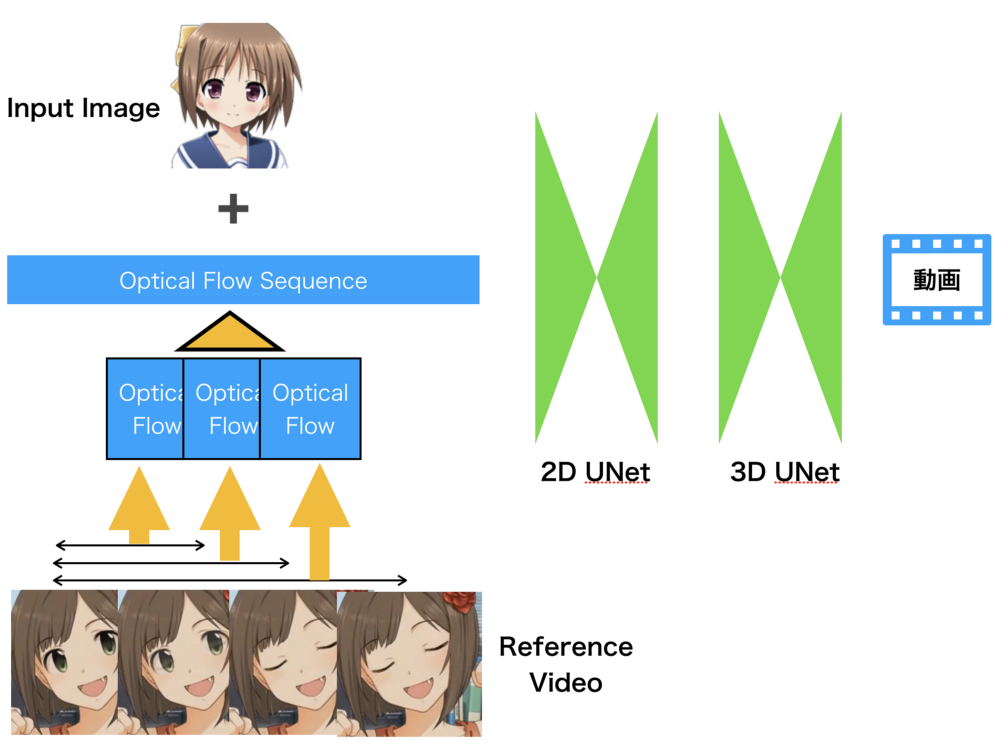 Input Image
+
Optical Flow Sequence
Optica
Flow
Optica
Flow
Optical
Flow
2D UNet
3D UNet
動画
Reference
Video